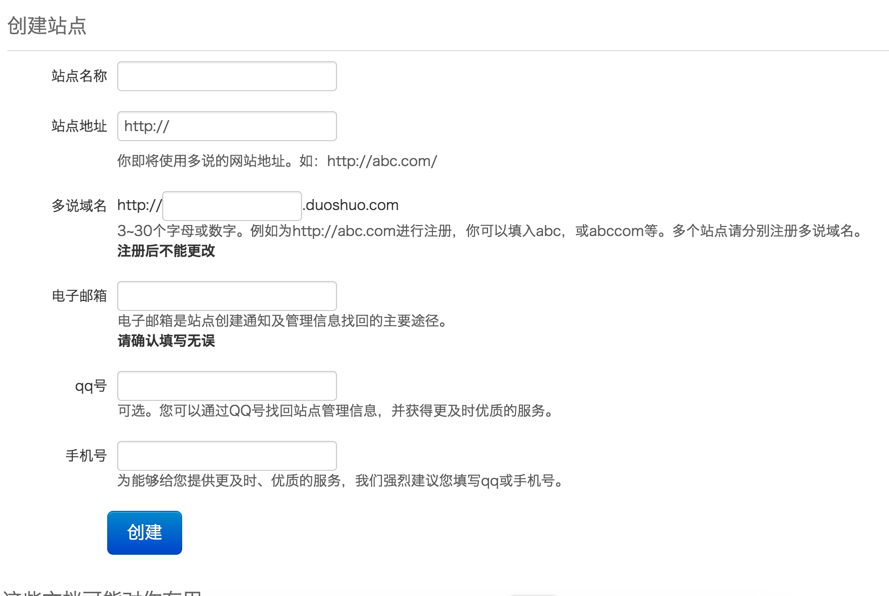 创建站点
站点名称
站点地址 http://
你即将使用多说的网站地址。如：http://abc.com/
多说域名 http:// .duoshuo.com
3~30个字母或数字。例如为http://abc.com进行注册，你可以填入abc，或abccom等。多个站点请分别注册多说域名。
注册后不能更改
电子邮箱
电子邮箱是站点创建通知及管理信息找回的主要途径。
请确认填写无误
qq号
可选。您可以通过QQ号找回站点管理信息，并获得更及时优质的服务。
手机号
为能够给您提供更及时、优质的服务，我们强烈建议您填写qq或手机号。
创建
这些文档可能对你有用